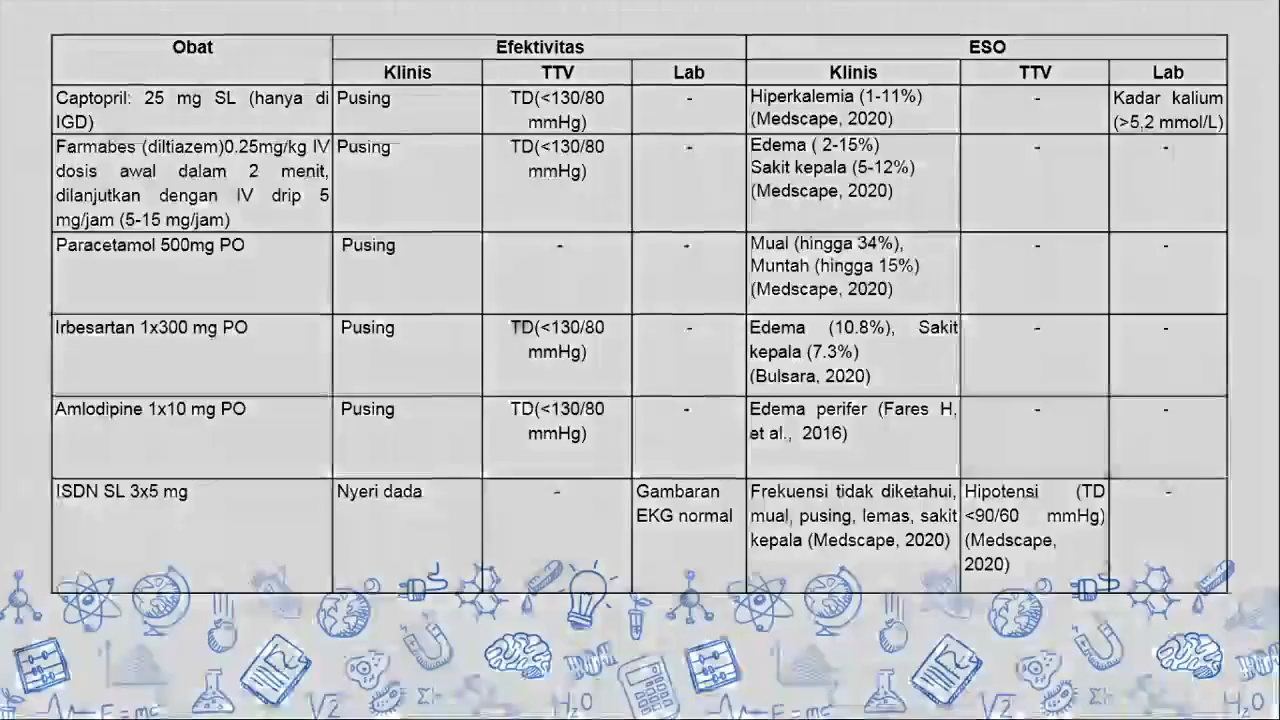 Obat Efektivitas ESO
Klinis TTV Lab Klinis TTV Lab
Captopril: 25 mg SL (hanya di IGD)
Pusing
TD(<130/80
mmHg)
-
Hiperkalemia (1-11%)
(Medscape, 2020)
-
Kadar kalium
(>5,2 mmol/L)
Farmabes (diltiazem)0.25mg/kg IV
dosis awal dalam 2 menit,
dilanjutkan dengan IV drip 5
mg/jam (5-15 mg/jam)
Pusing
TD(<130/80
mmHg)
-
Edema ( 2-15%)
Sakit kepala (5-12%)
(Medscape, 2020)
-
-
Paracetamol 500mg PO
Pusing
-
-
Mual (hingga 34%),
Muntah (hingga 15%)
(Medscape, 2020)
-
-
Irbesartan 1x300 mg PO
Pusing
TD(<130/80
mmHg)
-
Edema (10.8%), Sakit
kepala (7.3%)
(Bulsara, 2020)
-
-
Amlodipine 1x10 mg PO
Pusing
TD(<130/80
mmHg)
-
Edema perifer (Fares H,
et al., 2016)
-
-
ISDN SL 3x5 mg
Nyeri dada
-
Gambaran
EKG normal
Frekuensi tidak diketahui,
mual, pusing, lemas, sakit
kepala (Medscape, 2020)
Hipotensi (TD
<90/60 mmHg)
(Medscape,
2020)
-
√2 Σ √2 Σ
E=mc H₂O E=mc H₂O